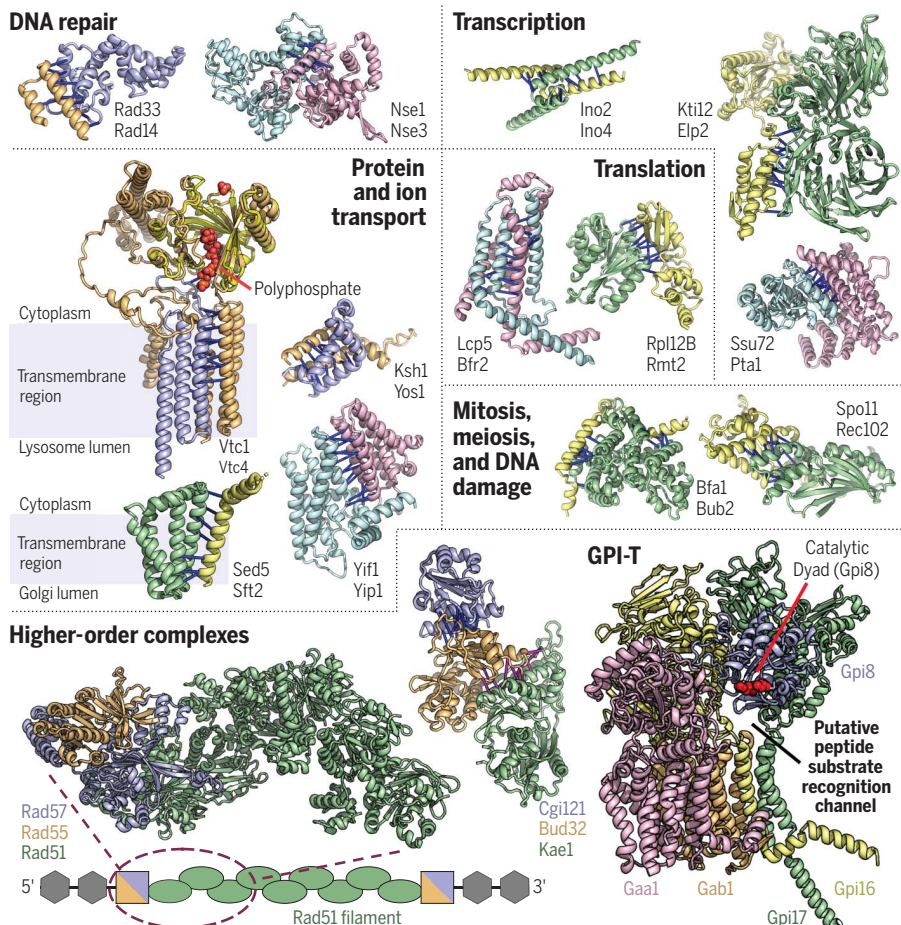 DNA repair
Rad33
Rad14
Nse1
Nse3
Transcription
Ino2
Ino4
Kti12
Elp2
Protein
and ion
transport
Polyphosphate
Cytoplasm
Transmembrane
region
Lysosome lumen
Vtc1
Vtc4
Ksh1
Yos1
Cytoplasm
Transmembrane
region
Golgi lumen
Sed5
Sft2
Yif1
Yip1
Translation
Lcp5
Bfr2
Rpl12B
Rmt2
Ssu72
Pta1
Mitosis,
meiosis,
and DNA
damage
Bfa1
Bub2
Spo11
Rec102
Higher-order complexes
Rad57
Rad55
Rad51
5'
3'
Rad51 filament
Cgi121
Bud32
Kae1
GPI-T
Catalytic
Dyad (Gpi8)
Gpi8
Putative
peptide
substrate
recognition
channel
Gaa1
Gab1
Gpi16
Gpi17